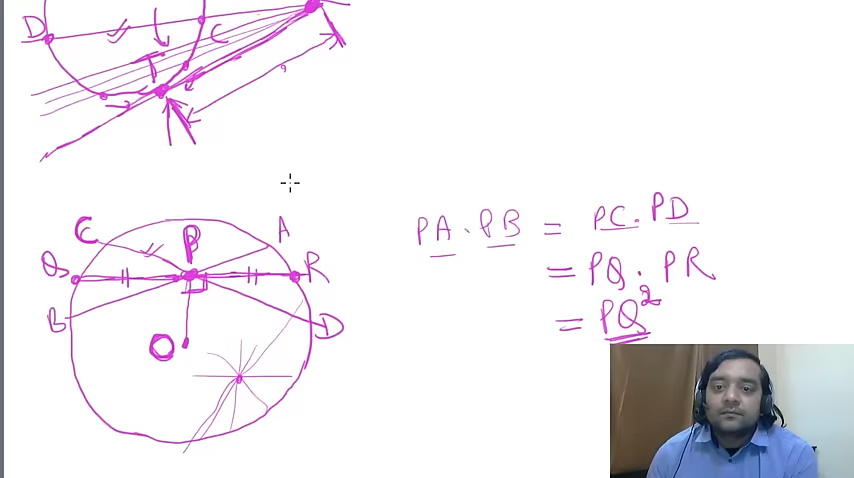 D
C
T
C
P
A
Q
R
B
D
O
PA . PB = PC . PD
= PQ . PR
= PQ²